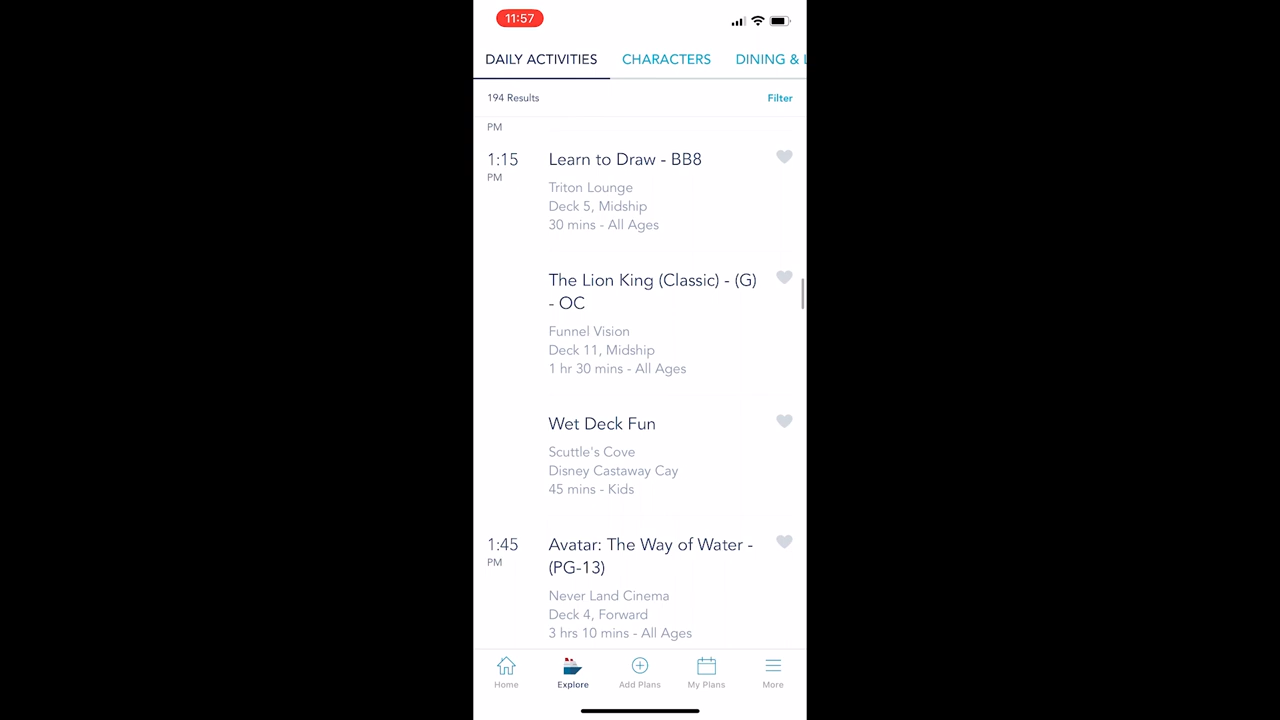 11:57
DAILY ACTIVITIES CHARACTERS DINING & L
194 Results Filter
PM
1:15 Learn to Draw - BB8
PM
Triton Lounge
Deck 5, Midship
30 mins - All Ages
The Lion King (Classic) - (G)
- OC
Funnel Vision
Deck 11, Midship
1 hr 30 mins - All Ages
Wet Deck Fun
Scuttle's Cove
Disney Castaway Cay
45 mins - Kids
1:45 Avatar: The Way of Water -
PM (PG-13)
Never Land Cinema
Deck 4, Forward
3 hrs 10 mins - All Ages
Home Explore Add Plans My Plans More